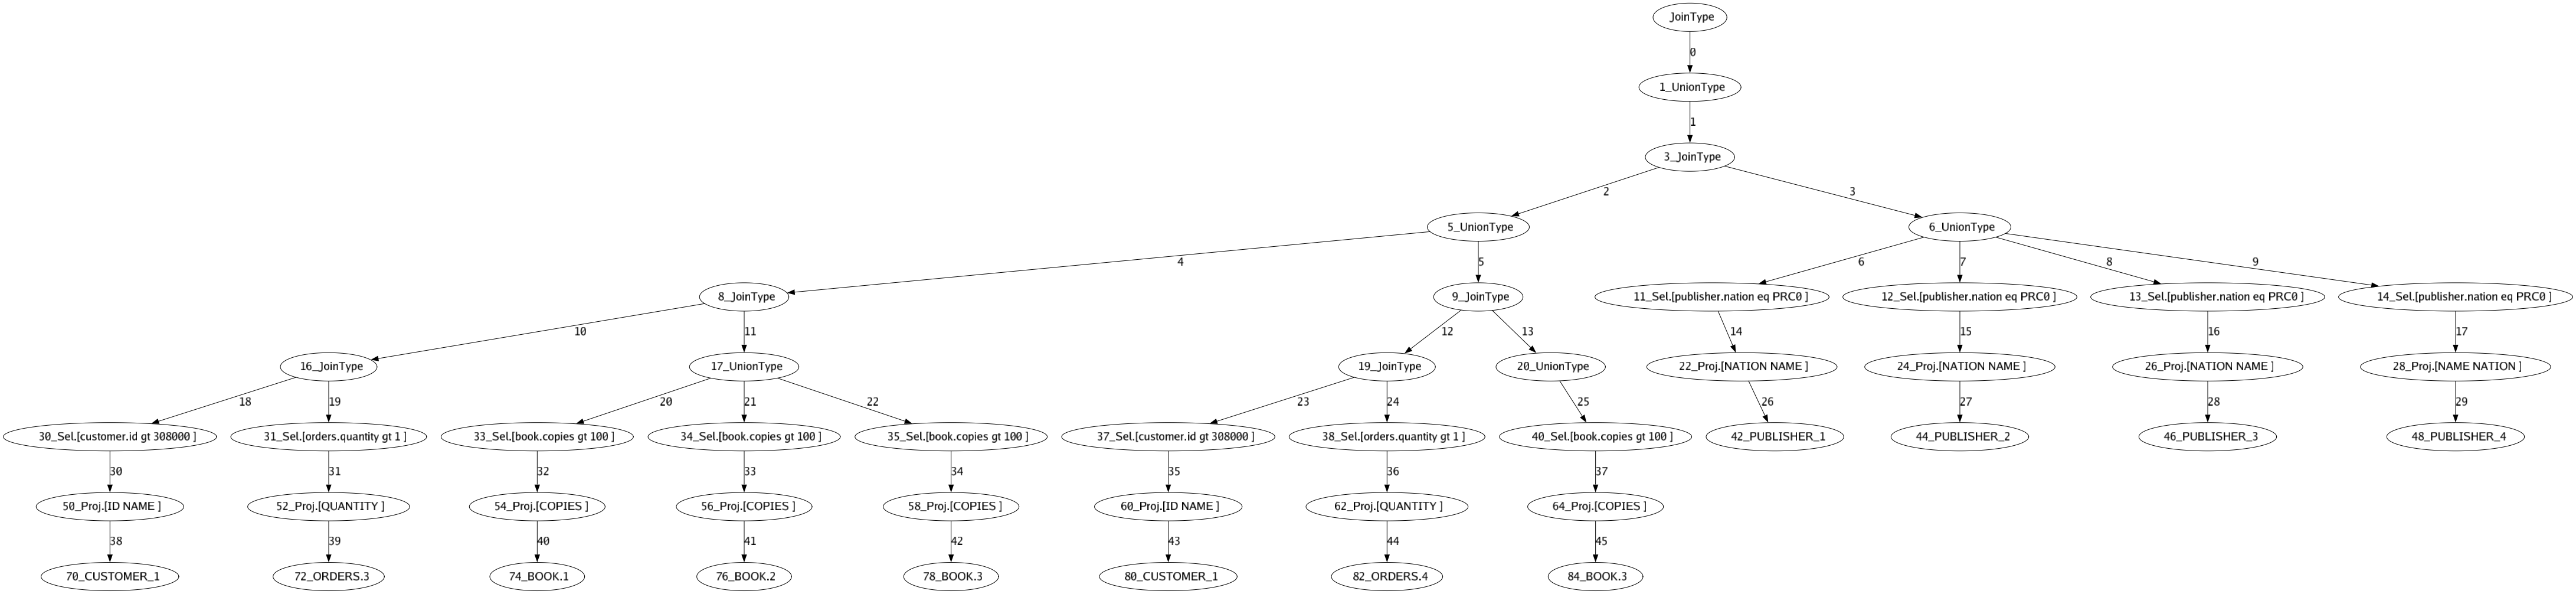 JoinType
0
1_UnionType
1
3_JoinType
2 3
5_UnionType 6_UnionType
4 5 6 7 8 9
8_JoinType 9_JoinType 11_Sel.[publisher.nation eq PRC0 ] 12_Sel.[publisher.nation eq PRC0 ] 13_Sel.[publisher.nation eq PRC0 ] 14_Sel.[publisher.nation eq PRC0 ]
10 11 12 13 14 15 16 17
16_JoinType 17_UnionType 19_JoinType 20_UnionType 22_Proj.[NATION NAME ] 24_Proj.[NATION NAME ] 26_Proj.[NATION NAME ] 28_Proj.[NAME NATION ]
18 19 20 21 22 23 24 25 26 27 28 29
30_Sel.[customer.id gt 308000 ] 31_Sel.[orders.quantity gt 1 ] 33_Sel.[book.copies gt 100 ] 34_Sel.[book.copies gt 100 ] 35_Sel.[book.copies gt 100 ] 37_Sel.[customer.id gt 308000 ] 38_Sel.[orders.quantity gt 1 ] 40_Sel.[book.copies gt 100 ] 42_PUBLISHER_1 44_PUBLISHER_2 46_PUBLISHER_3 48_PUBLISHER_4
30 31 32 33 34 35 36 37
50_Proj.[ID NAME ] 52_Proj.[QUANTITY ] 54_Proj.[COPIES ] 56_Proj.[COPIES ] 58_Proj.[COPIES ] 60_Proj.[ID NAME ] 62_Proj.[QUANTITY ] 64_Proj.[COPIES ]
38 39 40 41 42 43 44 45
70_CUSTOMER_1 72_ORDERS.3 74_BOOK.1 76_BOOK.2 78_BOOK.3 80_CUSTOMER_1 82_ORDERS.4 84_BOOK.3